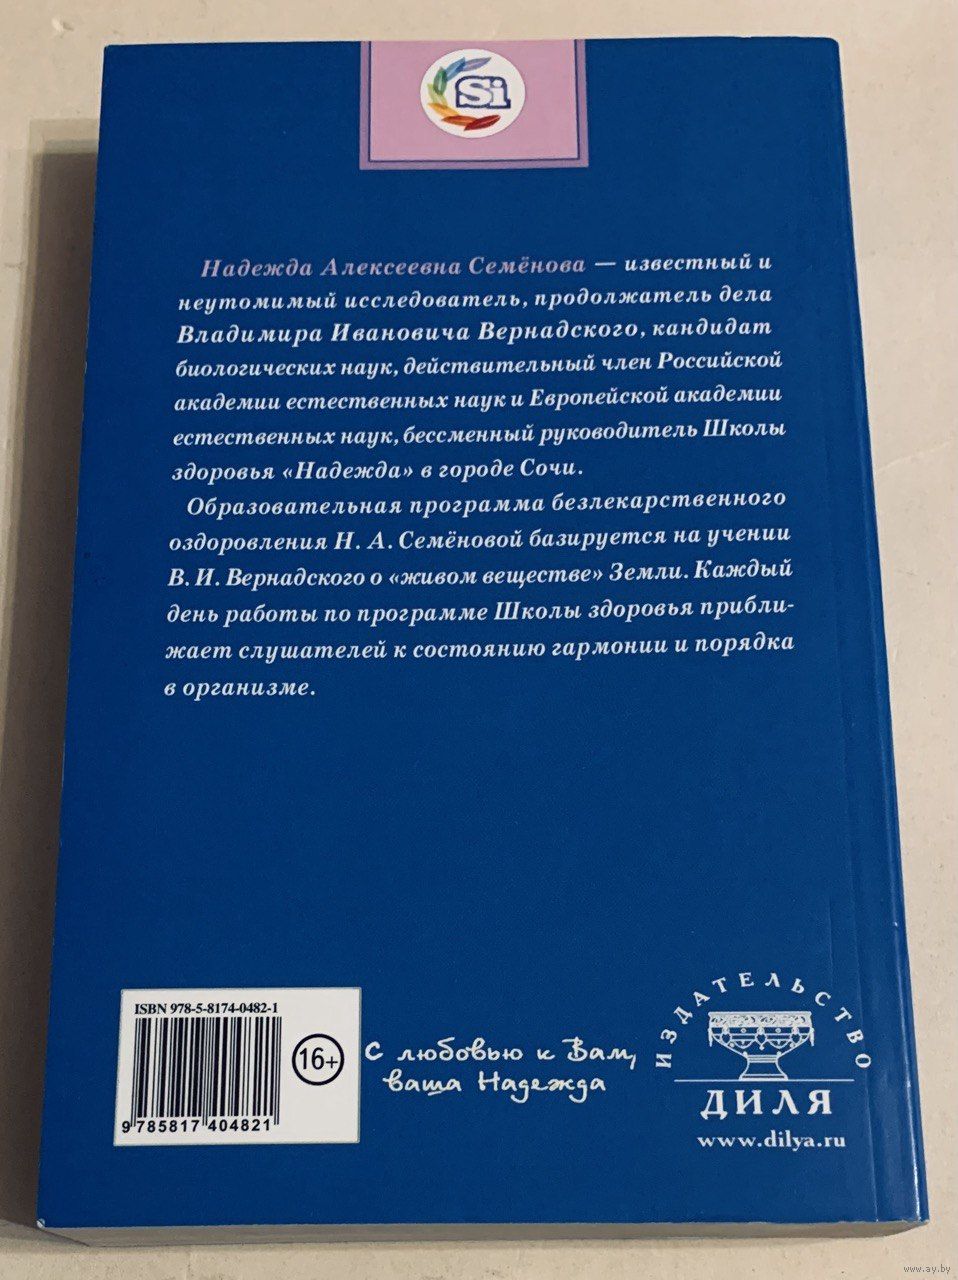 Si
Надежда Алексеевна Семёнова — известный и
неутомимый исследователь, продолжатель дела
Владимира Ивановича Вернадского, кандидат
биологических наук, действительный член Российской
академии естественных наук и Европейской академии
естественных наук, бессменный руководитель Школы
здоровья «Надежда» в городе Сочи.
Образовательная программа безлекарственного
оздоровления Н. А. Семёновой базируется на учении
В. И. Вернадского о «живом веществе» Земли. Каждый
день работы по программе Школы здоровья прибли-
жает слушателей к состоянию гармонии и порядка
в организме.
ISBN 978-5-8174-0482-1
9 785817 404821
16+
С любовью к Вам,
ваша Надежда
ИЗДАТЕЛЬСТВО
ДИЛЯ
www.dilya.ru
www.ay.by